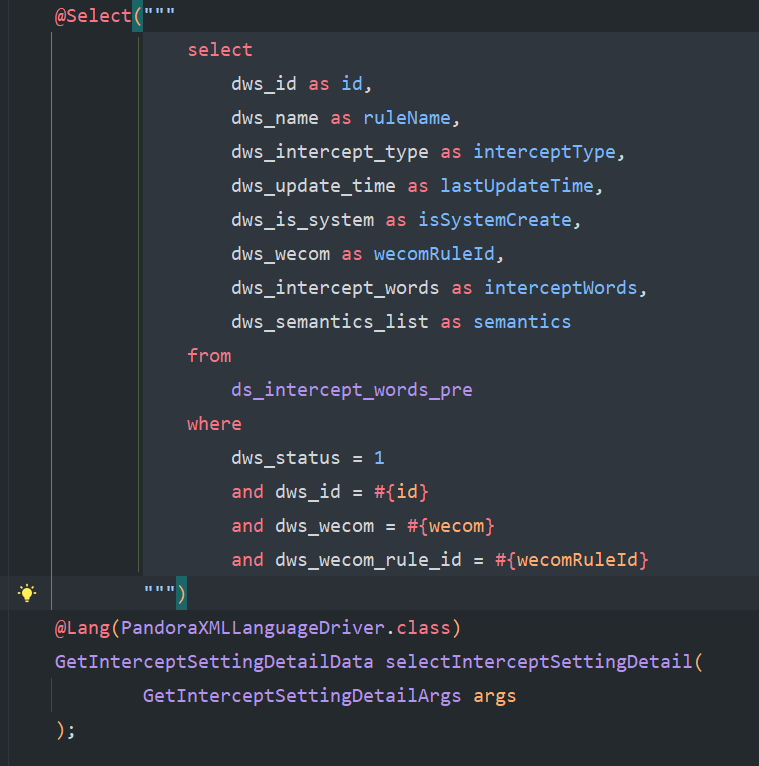 @Select("""
select
dws_id as id,
dws_name as ruleName,
dws_intercept_type as interceptType,
dws_update_time as lastUpdateTime,
dws_is_system as isSystemCreate,
dws_wecom as wecomRuleId,
dws_intercept_words as interceptWords,
dws_semantics_list as semantics
from
ds_intercept_words_pre
where
dws_status = 1
and dws_id = #{id}
and dws_wecom = #{wecom}
and dws_wecom_rule_id = #{wecomRuleId}
""")
@Lang(PandoraXMLLanguageDriver.class)
GetInterceptSettingDetailData selectInterceptSettingDetail(
GetInterceptSettingDetailArgs args
);